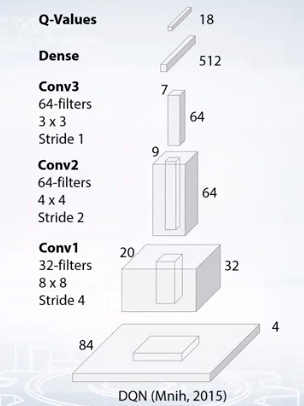 Q-Values
18
Dense
512
Conv3
64-filters
3 x 3
Stride 1
7
64
Conv2
64-filters
4 x 4
Stride 2
9
64
Conv1
32-filters
8 x 8
Stride 4
20
32
84
4
DQN (Mnih, 2015)